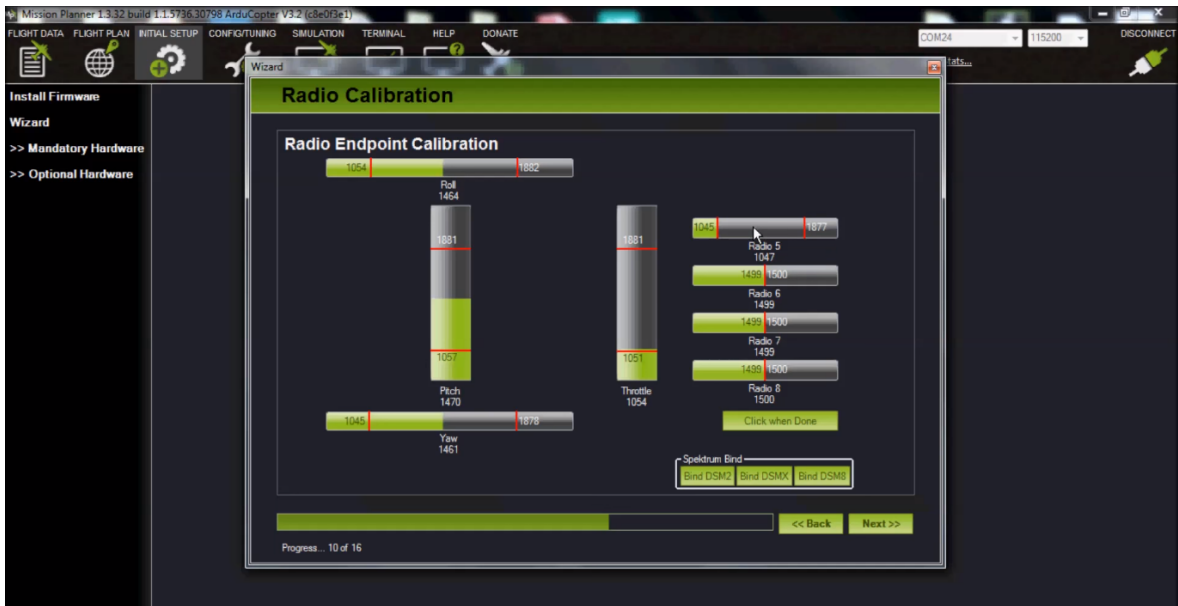 Mission Planner 1.3.32 build 1.1.5736.30798 ArduCopter V3.2 (c8e0f3e1)
FLIGHT DATA FLIGHT PLAN INITIAL SETUP CONFIG/TUNING SIMULATION TERMINAL HELP DONATE
COM24 115200 DISCONNECT
tats...
Install Firmware
Wizard
>> Mandatory Hardware
>> Optional Hardware
Wizard
Radio Calibration
Radio Endpoint Calibration
1054 1882
Roll
1464
1881
1057
Pitch
1470
1881
1051
Throttle
1054
1045 1878
Yaw
1461
1045 1877
Radio 5
1047
1499 1500
Radio 6
1499
1499 1500
Radio 7
1499
1499 1500
Radio 8
1500
Click when Done
Spektrum Bind
Bind DSM2 Bind DSMX Bind DSM8
<< Back Next >>
Progress... 10 of 16